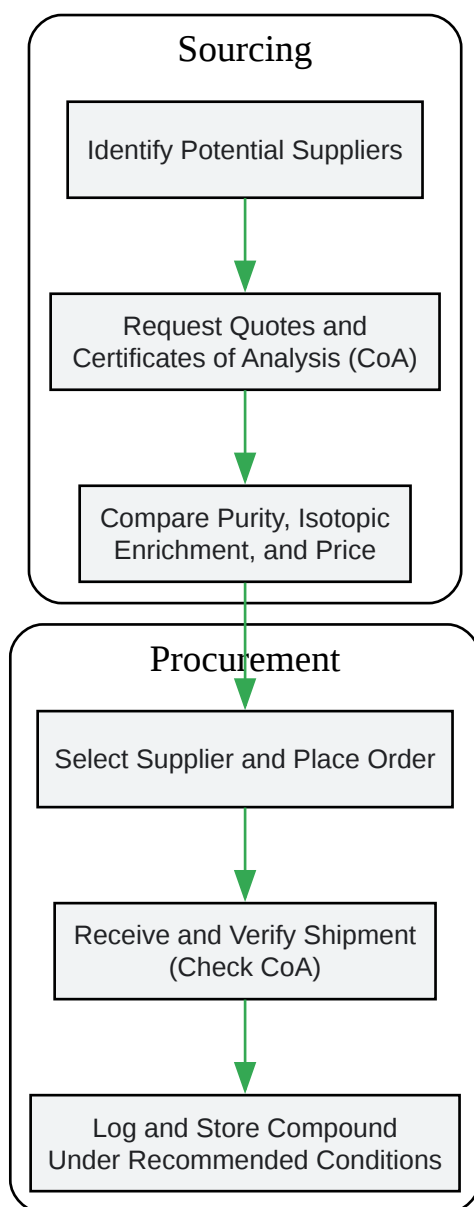 Sourcing
Identify Potential Suppliers
Request Quotes and
Certificates of Analysis (CoA)
Compare Purity, Isotopic
Enrichment, and Price
Procurement
Select Supplier and Place Order
Receive and Verify Shipment
(Check CoA)
Log and Store Compound
Under Recommended Conditions